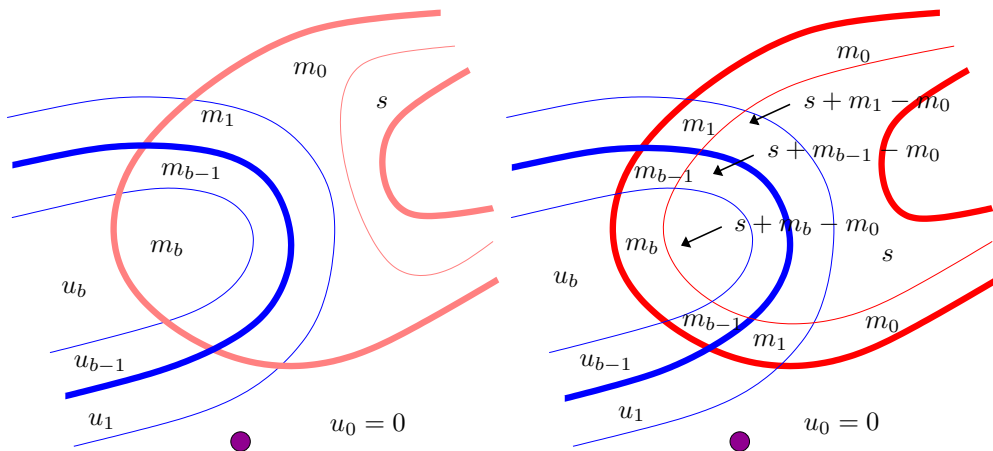 m_0
s
m_1
m_{b-1}
m_b
u_b
u_{b-1}
u_1
u_0 = 0
m_0
s + m_1 − m_0
m_1
s + m_{b-1} − m_0
m_{b-1}
s + m_b − m_0
m_b
s
u_b
m_{b-1}
m_0
m_1
u_{b-1}
u_1
u_0 = 0